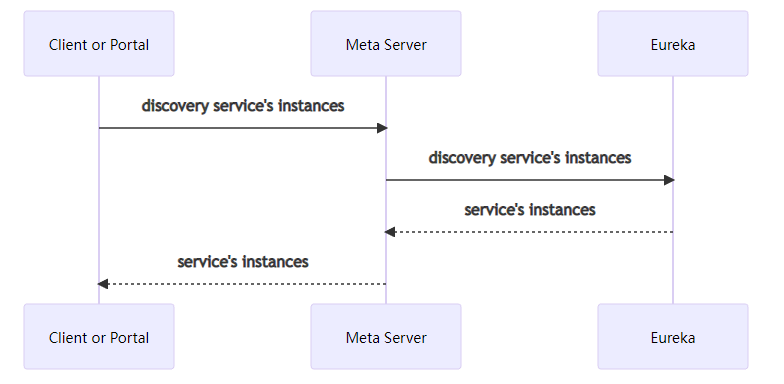 Client or Portal
Meta Server
Eureka
discovery service's instances
discovery service's instances
service's instances
service's instances
Client or Portal
Meta Server
Eureka